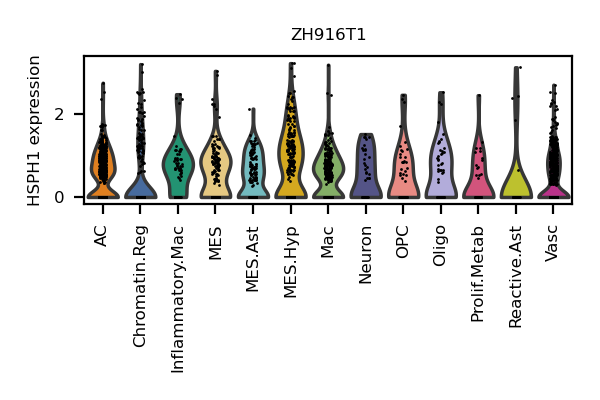 ZH916T1
HSPH1 expression
2
0
AC
Chromatin.Reg
Inflammatory.Mac
MES
MES.Ast
MES.Hyp
Mac
Neuron
OPC
Oligo
Prolif.Metab
Reactive.Ast
Vasc